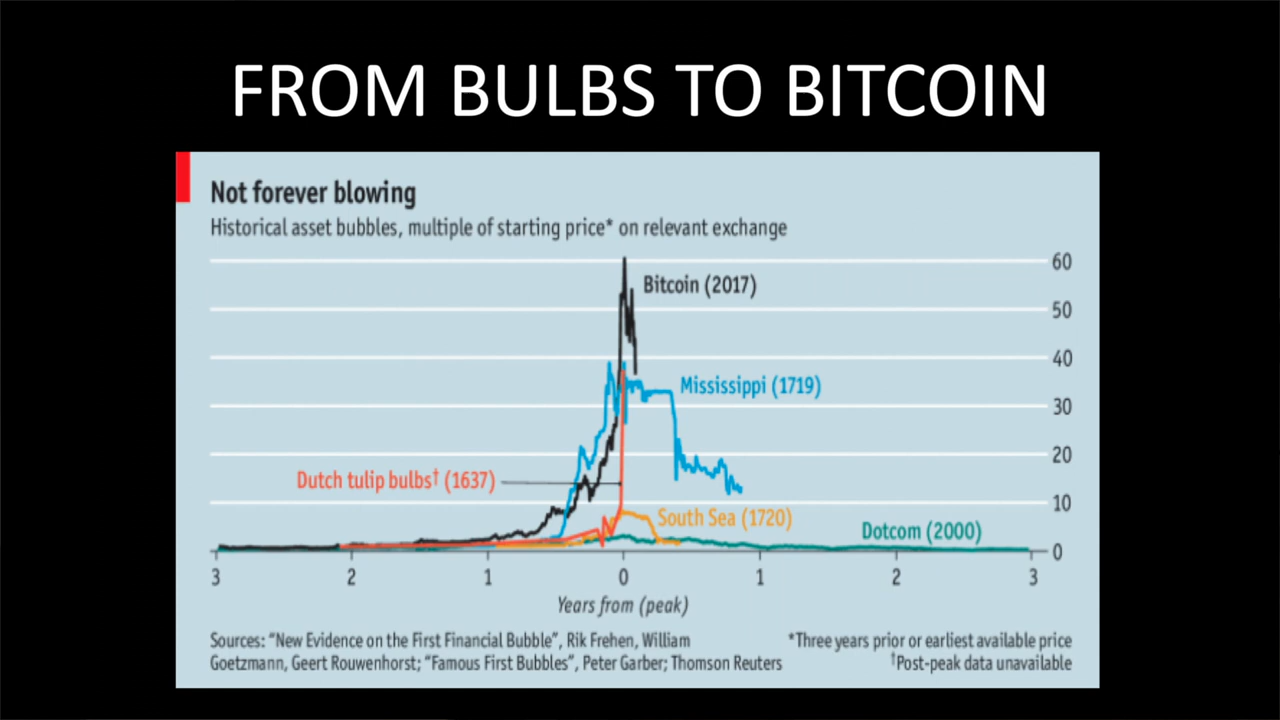 FROM BULBS TO BITCOIN
Not forever blowing
Historical asset bubbles, multiple of starting price* on relevant exchange
60
Bitcoin (2017)
50
40
Mississippi (1719)
30
20
Dutch tulip bulbs† (1637)
10
South Sea (1720)
Dotcom (2000)
0
3 2 1 0 1 2 3
Years from (peak)
Sources: “New Evidence on the First Financial Bubble”, Rik Frehen, William
Goetzmann, Geert Rouwenhorst; “Famous First Bubbles”, Peter Garber; Thomson Reuters
*Three years prior or earliest available price
†Post-peak data unavailable